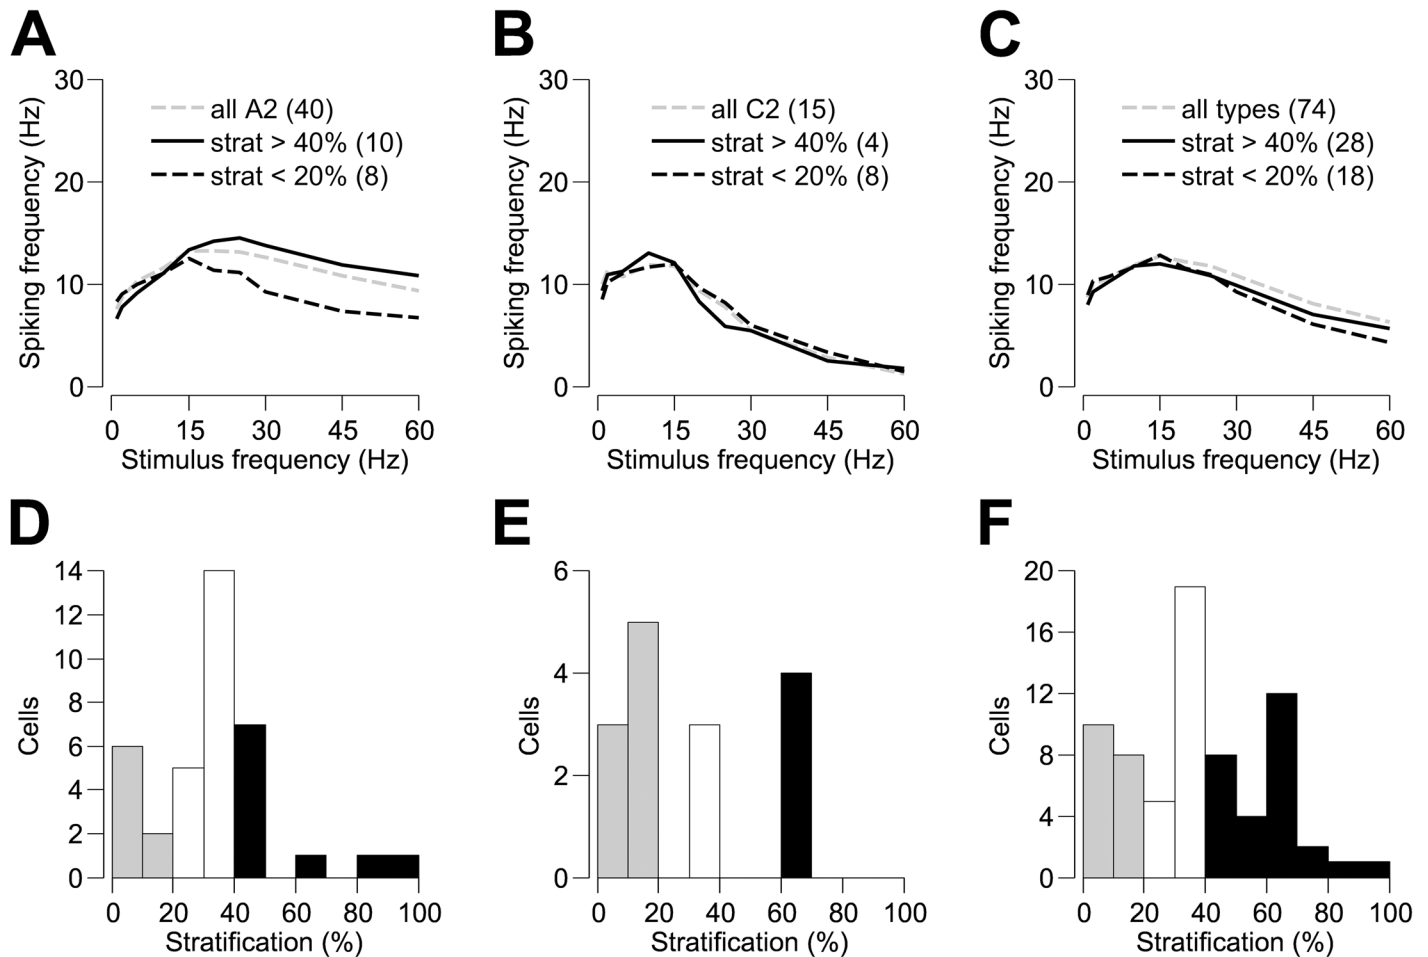 A
30
20
10
0
Spiking frequency (Hz)
all A2 (40)
strat > 40% (10)
strat < 20% (8)
0 15 30 45 60
Stimulus frequency (Hz)
B
30
20
10
0
Spiking frequency (Hz)
all C2 (15)
strat > 40% (4)
strat < 20% (8)
0 15 30 45 60
Stimulus frequency (Hz)
C
30
20
10
0
Spiking frequency (Hz)
all types (74)
strat > 40% (28)
strat < 20% (18)
0 15 30 45 60
Stimulus frequency (Hz)
D
14
12
10
8
6
4
2
0
Cells
0 20 40 60 80 100
Stratification (%)
E
6
4
2
0
Cells
0 20 40 60 80 100
Stratification (%)
F
20
16
12
8
4
0
Cells
0 20 40 60 80 100
Stratification (%)